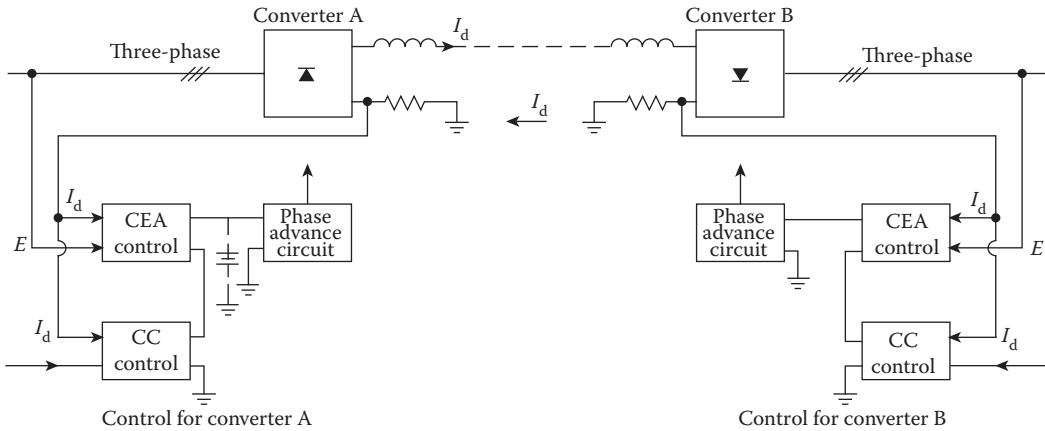 Converter A
Converter B
I_d
Three-phase
Three-phase
I_d
I_d
CEA
control
Phase
advance
circuit
E
Phase
advance
circuit
CEA
control
I_d
E
I_d
CC
control
CC
control
I_d
Control for converter A
Control for converter B